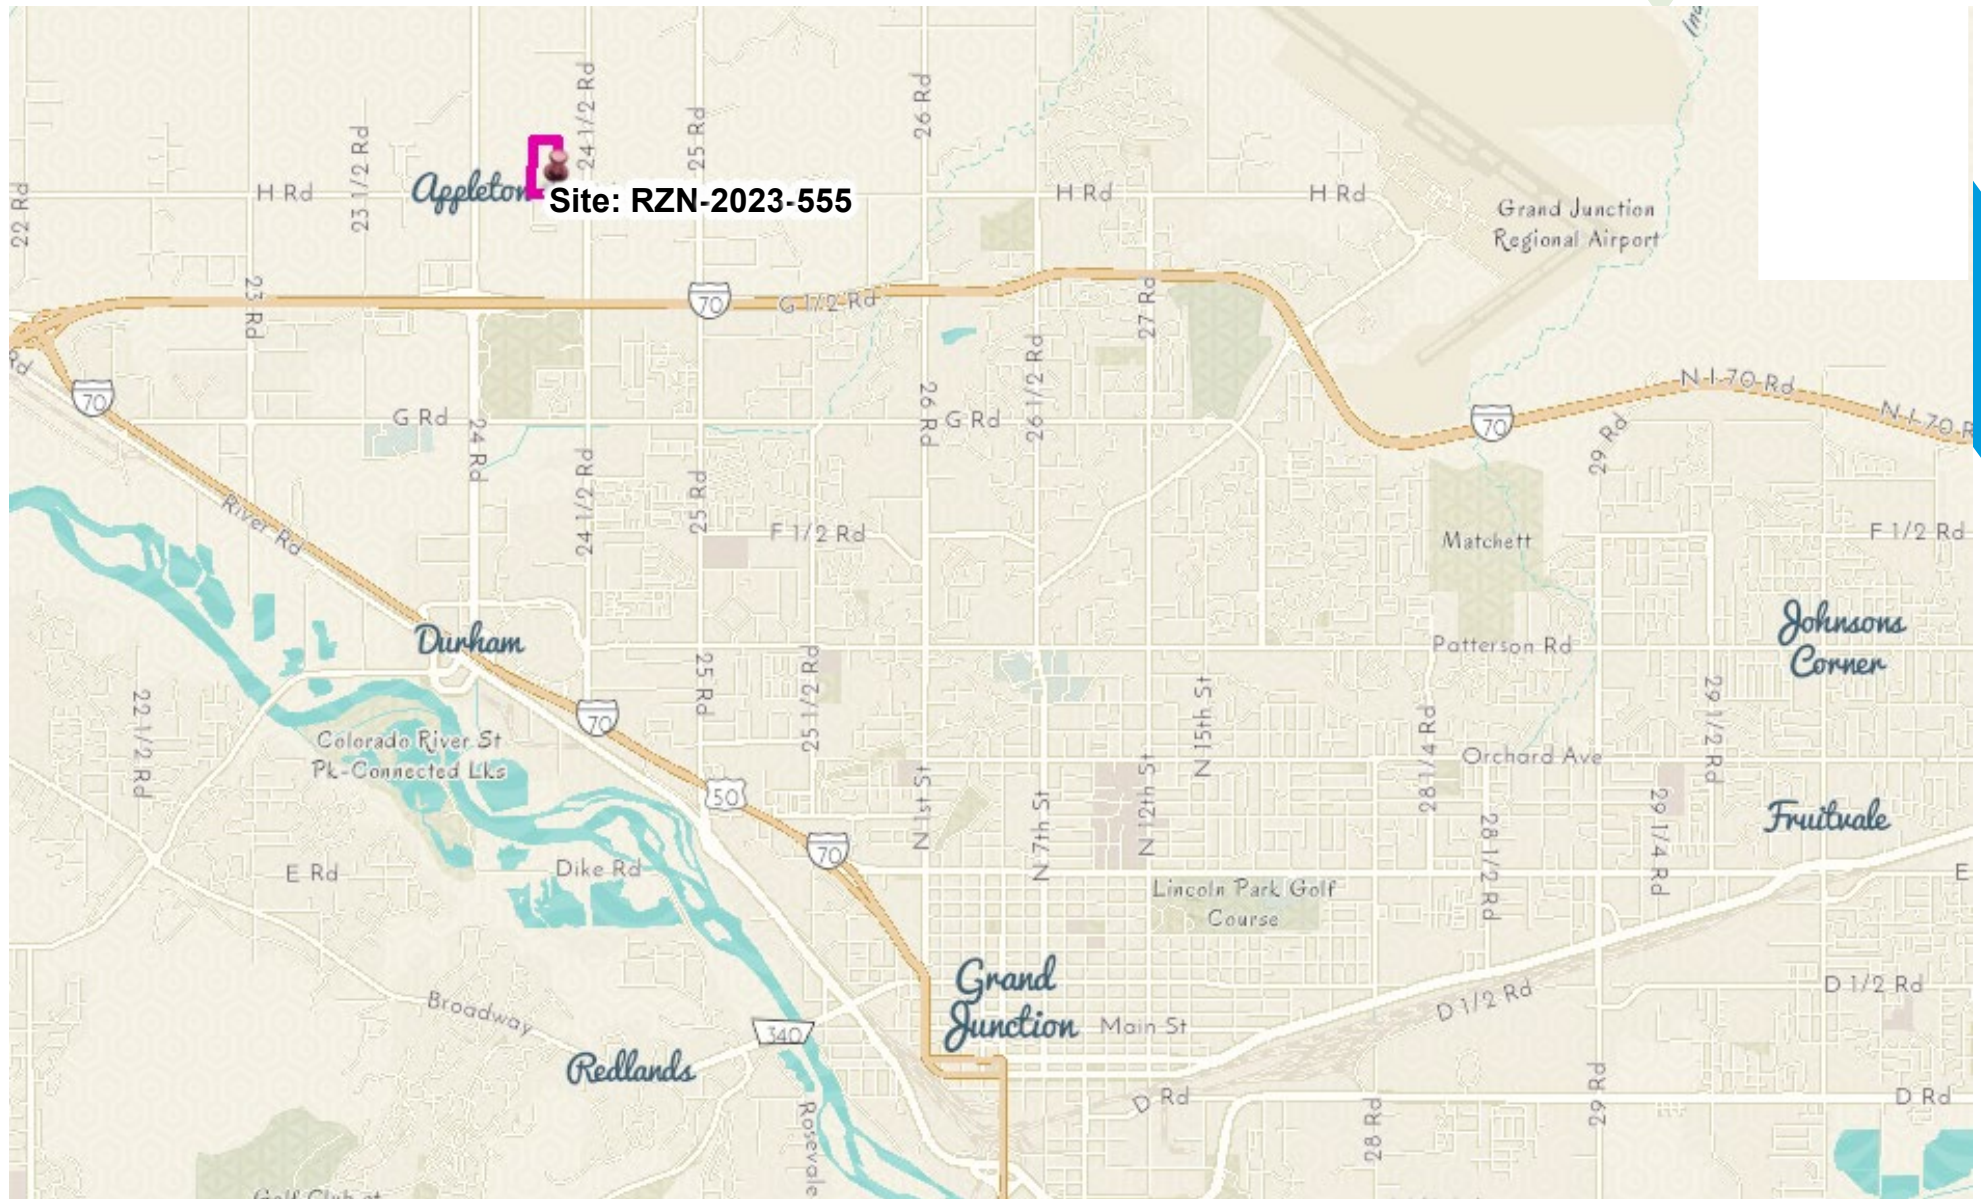 24 1/2 Rd
26 Rd
25 Rd
23 1/2 Rd
22 Rd
H Rd
Appleton
Site: RZN-2023-555
H Rd
H Rd
Grand Junction
Regional Airport
23 Rd
70
G 1/2 Rd
27 Rd
Rd
70
G Rd
24 Rd
26 Rd
G Rd
26 1/2 Rd
70
N I-70 Rd
N I-70 R
29 Rd
24 1/2 Rd
25 Rd
F 1/2 Rd
Matchett
F 1/2 Rd
River Rd
Durham
Johnsons
Corner
Patterson Rd
25 Rd
25 1/2 Rd
22 1/2 Rd
70
N 15th St
28 1/4 Rd
29 1/2 Rd
Colorado River St
Pk-Connected Lks
Orchard Ave
50
N 1st St
N 7th St
N 12th St
28 1/2 Rd
29 1/4 Rd
Fruitvale
70
E Rd
Dike Rd
E
Lincoln Park Golf
Course
Grand
Junction
Main St
D 1/2 Rd
D 1/2 Rd
Broadway
340
Redlands
Rosevale
D Rd
28 Rd
29 Rd
D Rd
Golf Club at